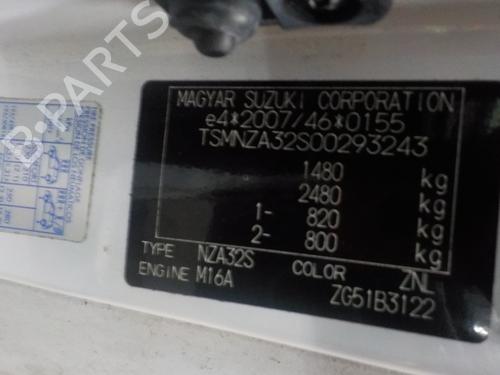 MAGYAR SUZUKI CORPORATION
e4*2007/46*0155
TSMNZA32S00293243
1480 kg
2480 kg
1- 820 kg
2- 800 kg
TYPE NZA32S COLOR ZNL
ENGINE M16A ZG51B3122
B-PARTS